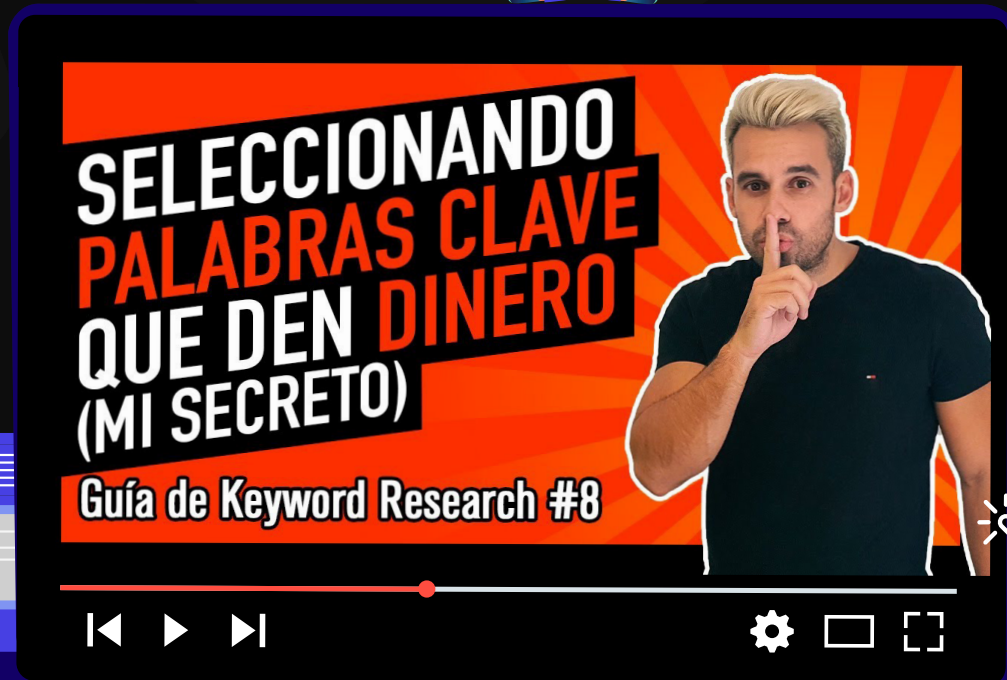 SELECCIONANDO
PALABRAS CLAVE
QUE DEN DINERO
(MI SECRETO)
Guía de Keyword Research #8